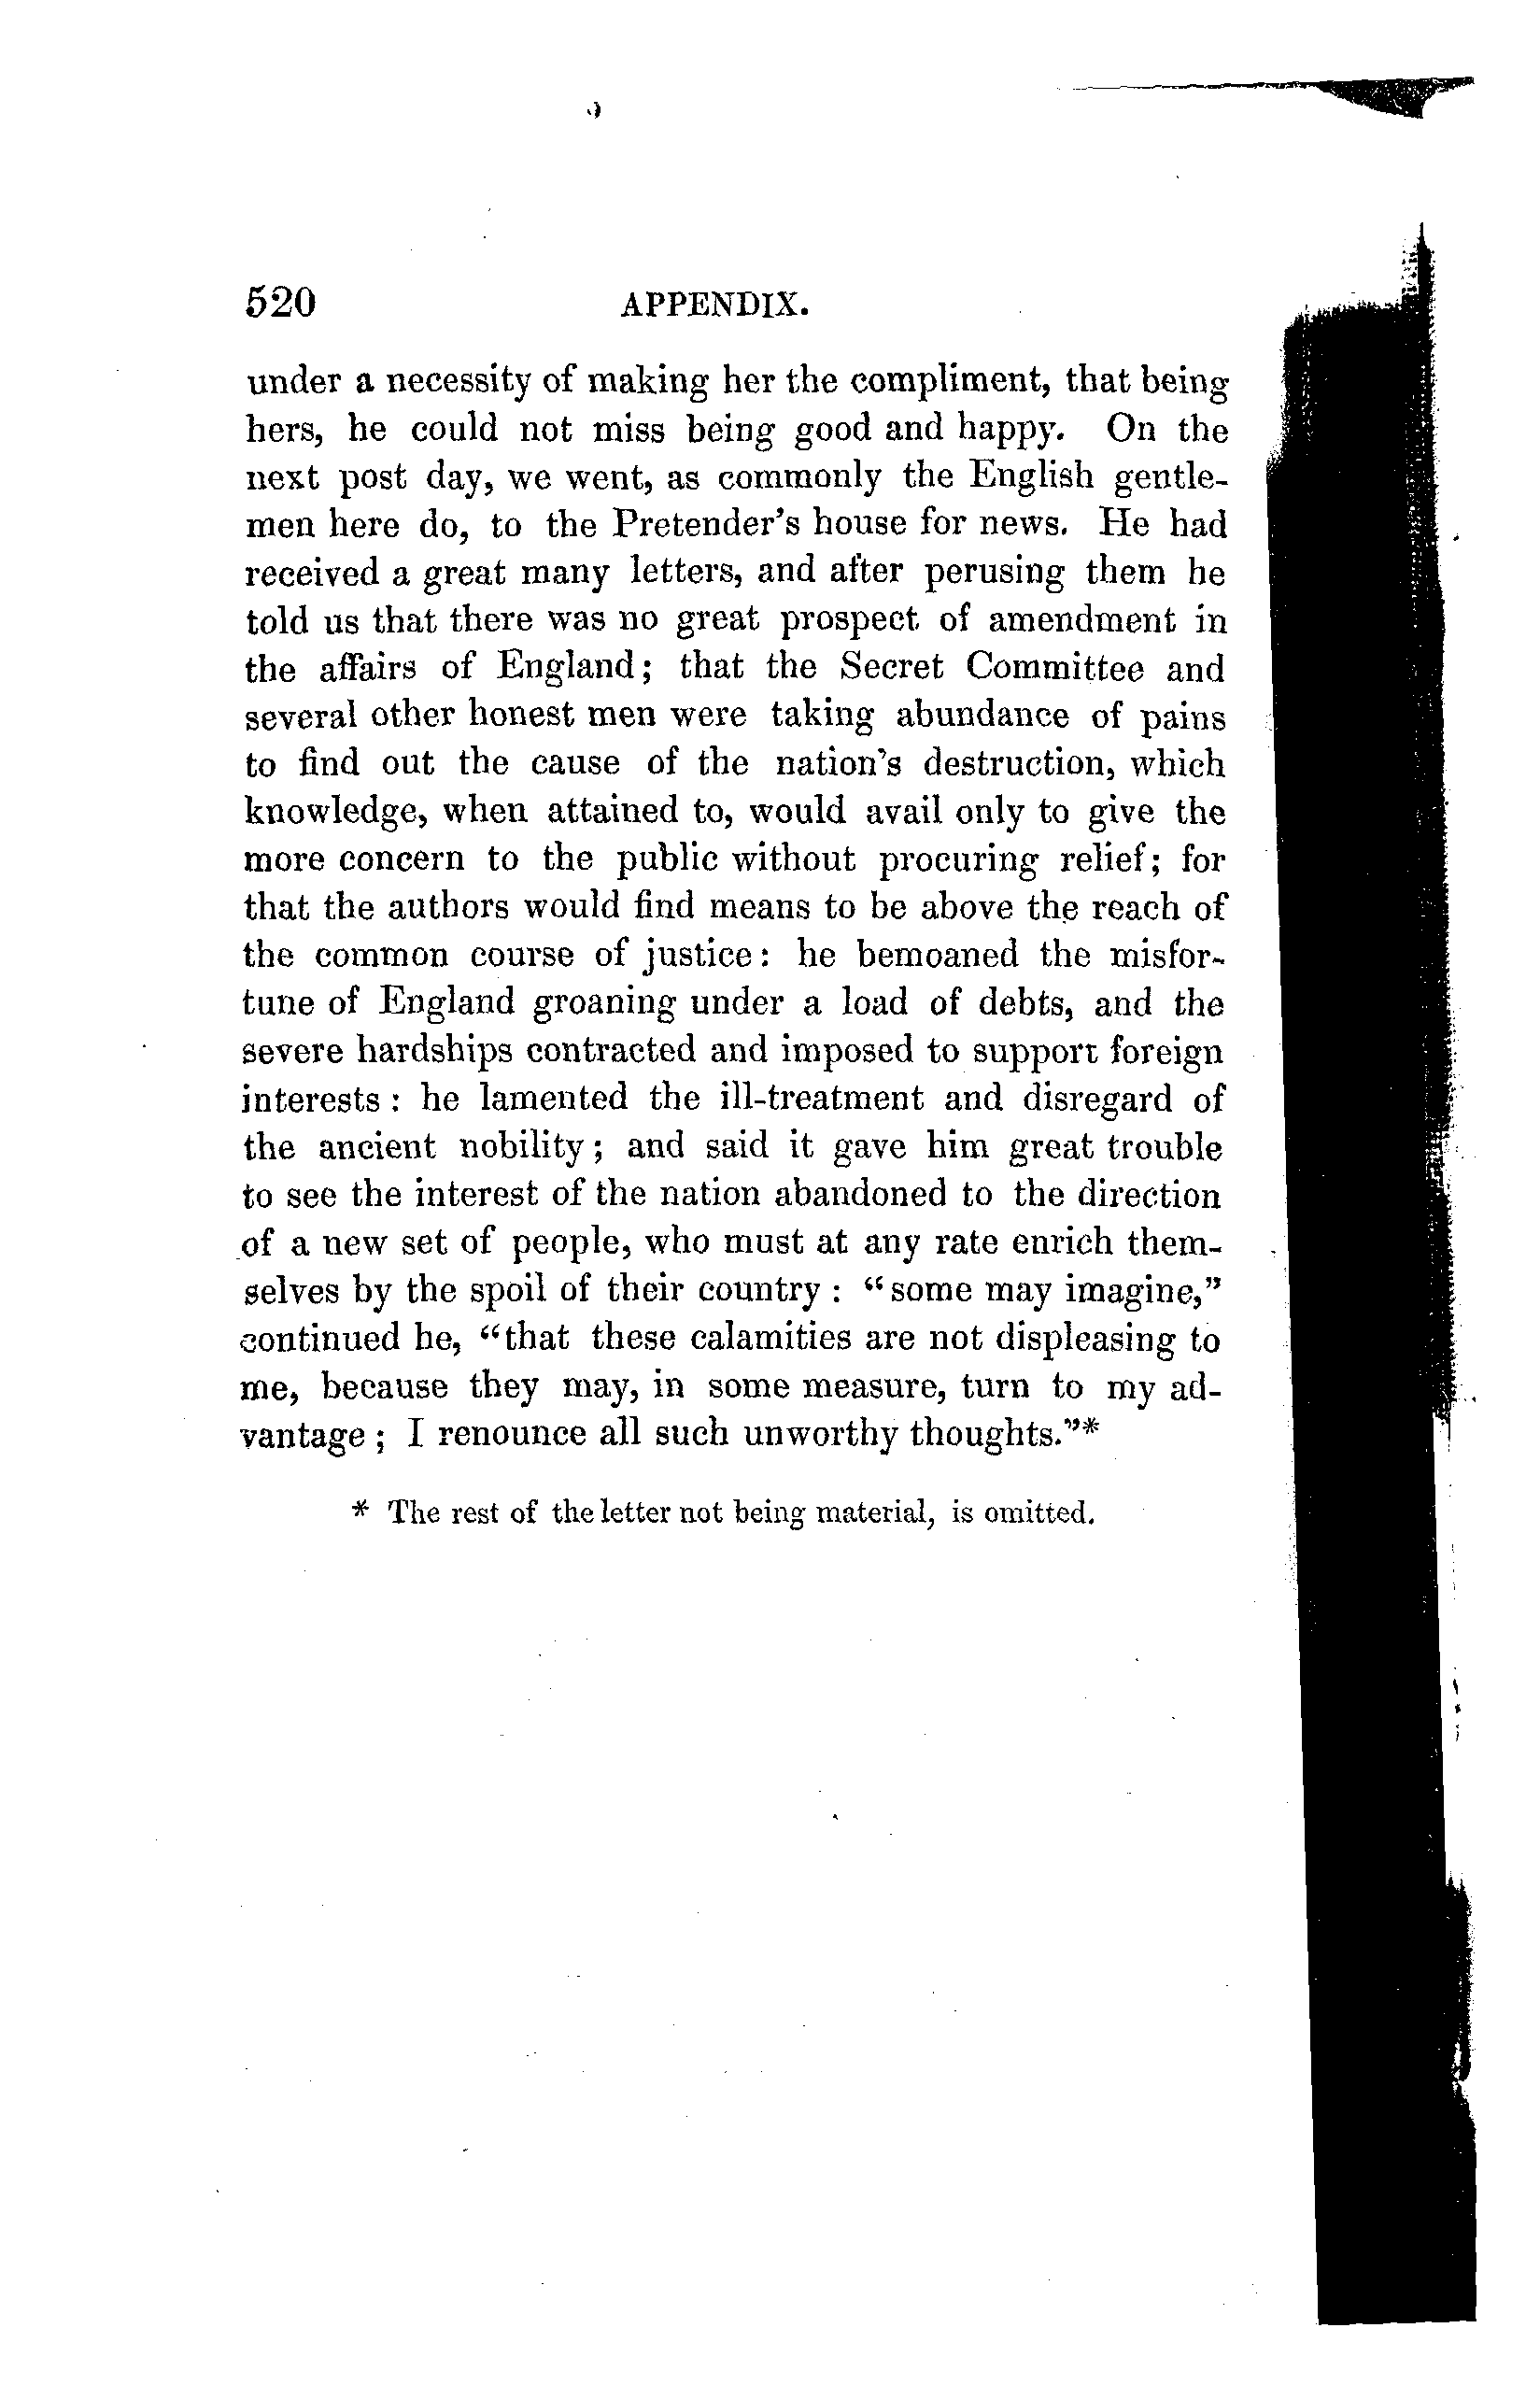 520 APPENDIX.
under a necessity of making her the compliment, that being
hers, he could not miss being good and happy. On the
next post day, we went, as commonly the English gentle-
men here do, to the Pretender's house for news. He had
received a great many letters, and after perusing them he
told us that there was no great prospect of amendment in
the affairs of England; that the Secret Committee and
several other honest men were taking abundance of pains
to find out the cause of the nation's destruction, which
knowledge, when attained to, would avail only to give the
more concern to the public without procuring relief; for
that the authors would find means to be above the reach of
the common course of justice: he bemoaned the misfor-
tune of England groaning under a load of debts, and the
severe hardships contracted and imposed to support foreign
interests : he lamented the ill-treatment and disregard of
the ancient nobility; and said it gave him great trouble
to see the interest of the nation abandoned to the direction
of a new set of people, who must at any rate enrich them-
selves by the spoil of their country : "some may imagine,"
continued he, "that these calamities are not displeasing to
me, because they may, in some measure, turn to my ad-
vantage ; I renounce all such unworthy thoughts."*
* The rest of the letter not being material, is omitted.